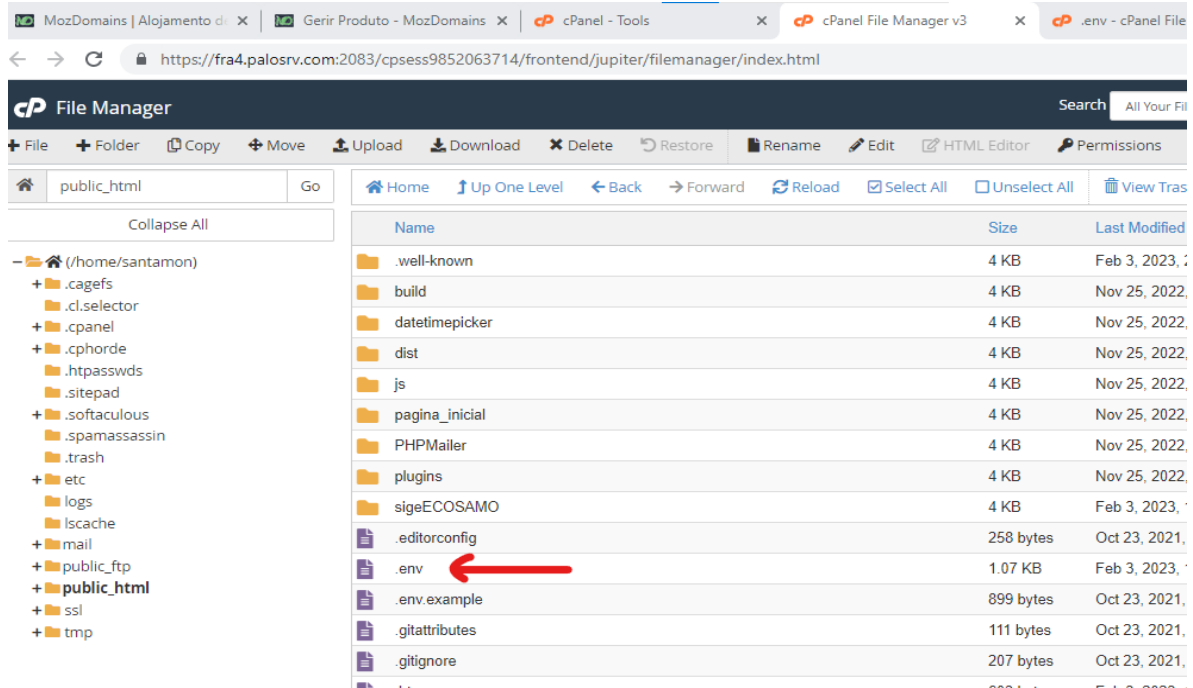 MozDomains | Alojamento d
Gerir Produto - MozDomains
cPanel - Tools
cPanel File Manager v3
.env - cPanel File
https://fra4.palosrv.com:2083/cpsess9852063714/frontend/jupiter/filemanager/index.html
cP File Manager
Search All Your Fil
File Folder Copy Move Upload Download Delete Restore Rename Edit HTML Editor Permissions
public_html Go
Home Up One Level Back Forward Reload Select All Unselect All View Tras
Collapse All
Name Size Last Modified
(/home/santamon)
.cagefs
.cl.selector
.cpanel
.cphorde
.htpasswds
.sitepad
.softaculous
.spamassassin
.trash
etc
logs
lscache
mail
public_ftp
public_html
ssl
tmp
.well-known 4 KB Feb 3, 2023, 2
build 4 KB Nov 25, 2022,
datetimepicker 4 KB Nov 25, 2022,
dist 4 KB Nov 25, 2022,
js 4 KB Nov 25, 2022,
pagina_inicial 4 KB Nov 25, 2022,
PHPMailer 4 KB Nov 25, 2022,
plugins 4 KB Nov 25, 2022,
sigeECOSAMO 4 KB Feb 3, 2023, 1
.editorconfig 258 bytes Oct 23, 2021,
.env 1.07 KB Feb 3, 2023, 1
.env.example 899 bytes Oct 23, 2021,
.gitattributes 111 bytes Oct 23, 2021,
.gitignore 207 bytes Oct 23, 2021,